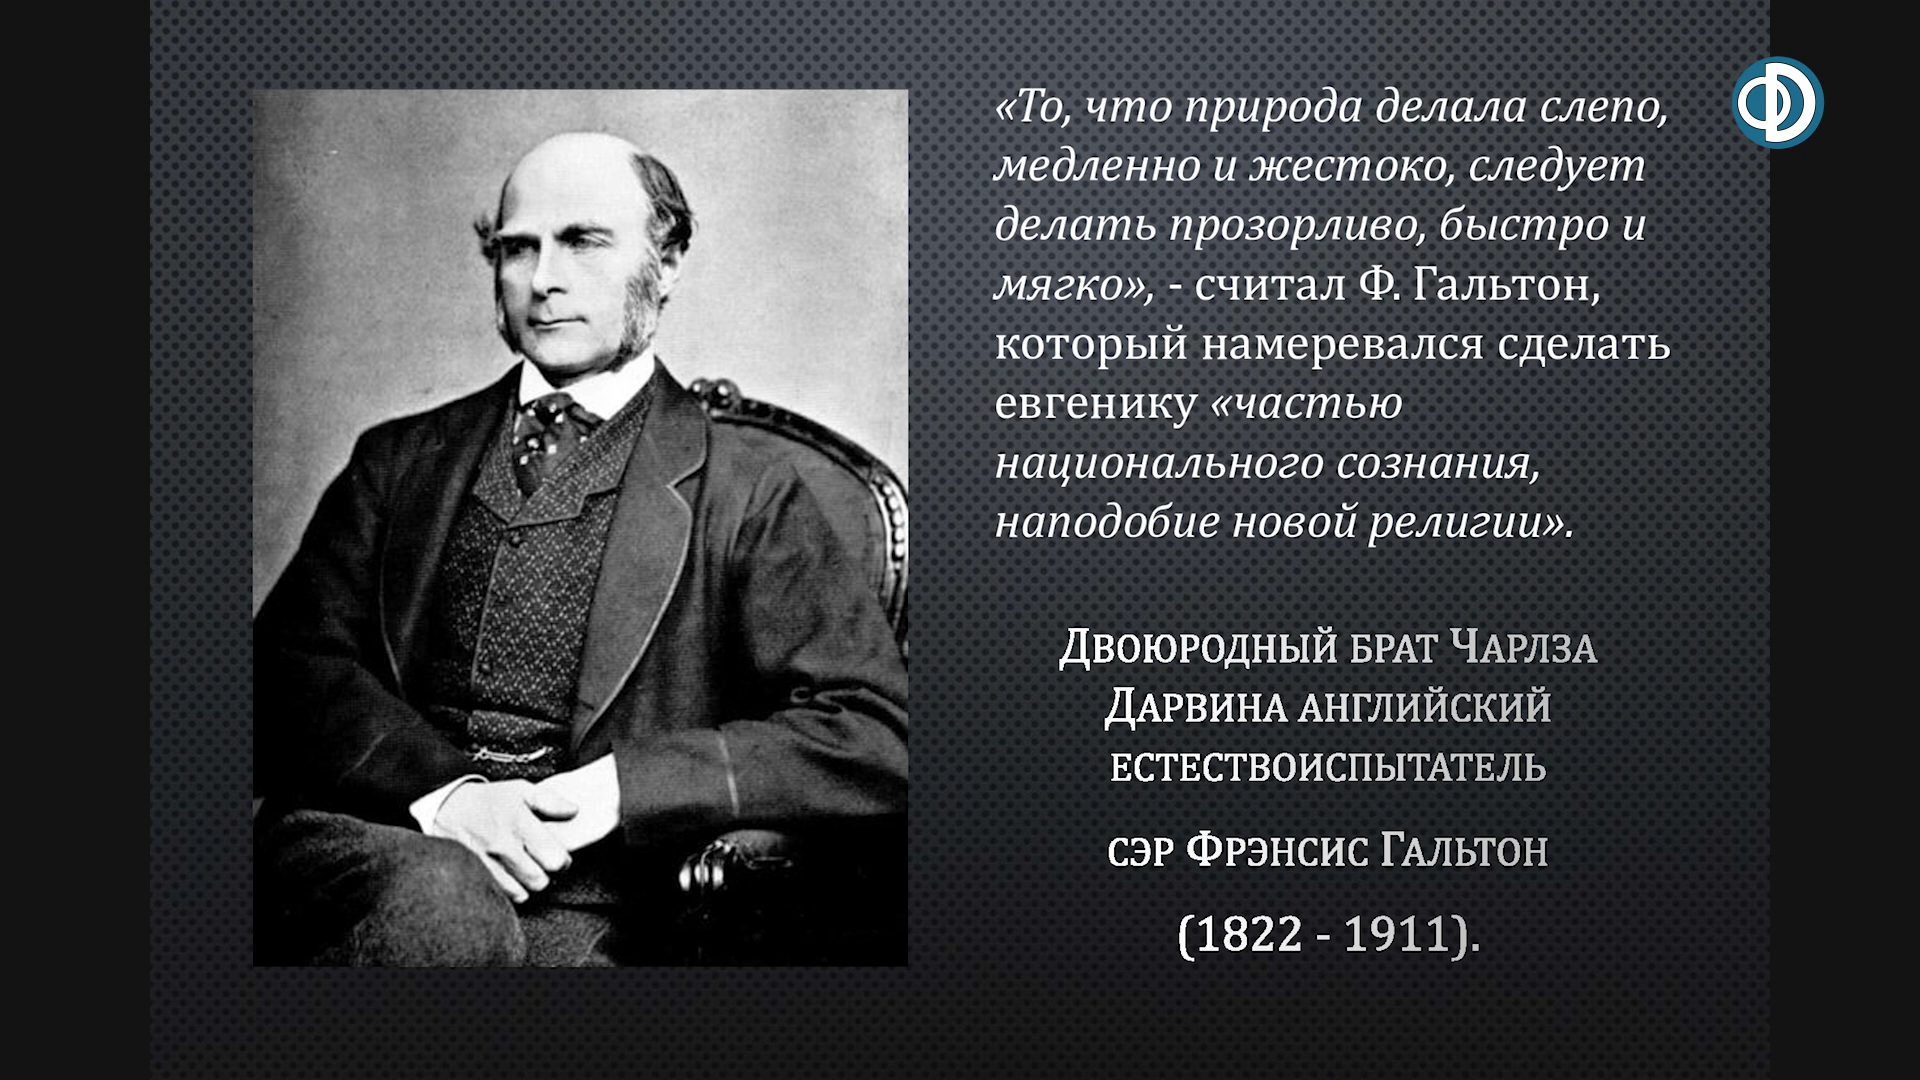 «То, что природа делала слепо,
медленно и жестоко, следует
делать прозорливо, быстро и
мягко», - считал Ф. Гальтон,
который намеревался сделать
евгенику «частью
национального сознания,
наподобие новой религии».
Двоюродный брат Чарлза
Дарвина английский
естествоиспытатель
сэр Фрэнсис Гальтон
(1822 - 1911).